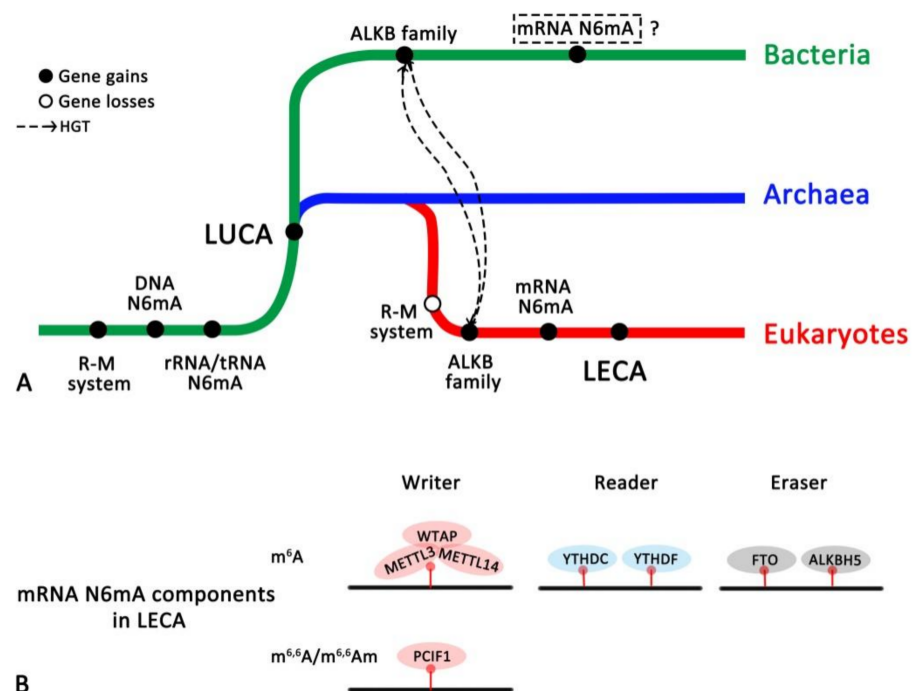 ALKB family
mRNA N6mA ?
Bacteria
Gene gains
Gene losses
HGT
Archaea
LUCA
DNA
N6mA
mRNA
N6mA
R-M
system
Eukaryotes
R-M
system
rRNA/tRNA
N6mA
ALKB
family
LECA
A
Writer
Reader
Eraser
m⁶A
WTAP
METTL3 METTL14
YTHDC
YTHDF
FTO
ALKBH5
mRNA N6mA components
in LECA
m⁶,⁶A/m⁶,⁶Am
PCIF1
B